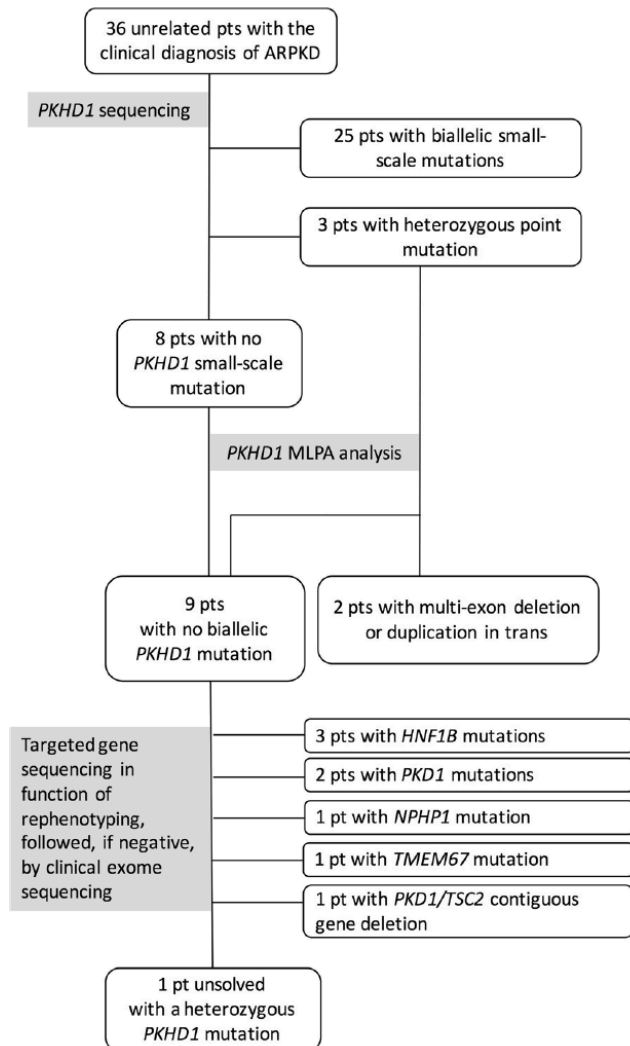 36 unrelated pts with the
clinical diagnosis of ARPKD
PKHD1 sequencing
25 pts with biallelic small-
scale mutations
3 pts with heterozygous point
mutation
8 pts with no
PKHD1 small-scale
mutation
PKHD1 MLPA analysis
9 pts
with no biallelic
PKHD1 mutation
2 pts with multi-exon deletion
or duplication in trans
Targeted gene
sequencing in
function of
rephenotyping,
followed, if negative,
by clinical exome
sequencing
3 pts with HNF1B mutations
2 pts with PKD1 mutations
1 pt with NPHP1 mutation
1 pt with TMEM67 mutation
1 pt with PKD1/TSC2 contiguous
gene deletion
1 pt unsolved
with a heterozygous
PKHD1 mutation